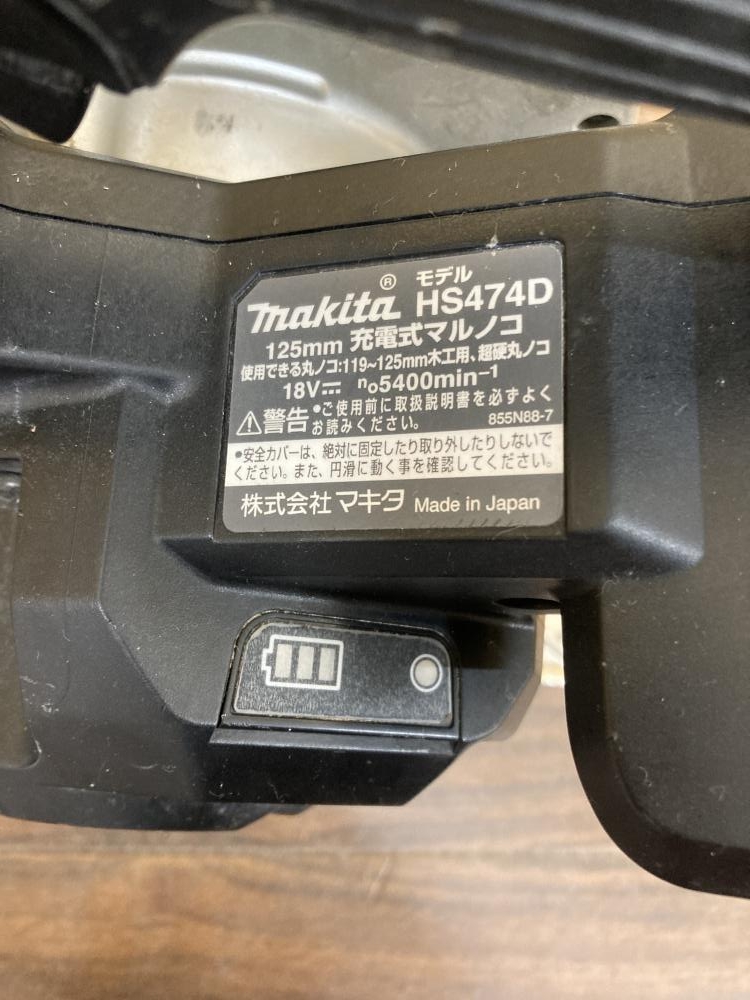 モデル
makita® HS474D
125mm 充電式マルノコ
使用できる丸ノコ:119~125mm木工用、超硬丸ノコ
18V⎓ n₀5400min⁻¹
⚠警告 •ご使用前に取扱説明書を必ずよく
お読みください。 855N88-7
•安全カバーは、絶対に固定したり取り外したりしないで
ください。また、円滑に動く事を確認してください。
株式会社マキタ Made in Japan